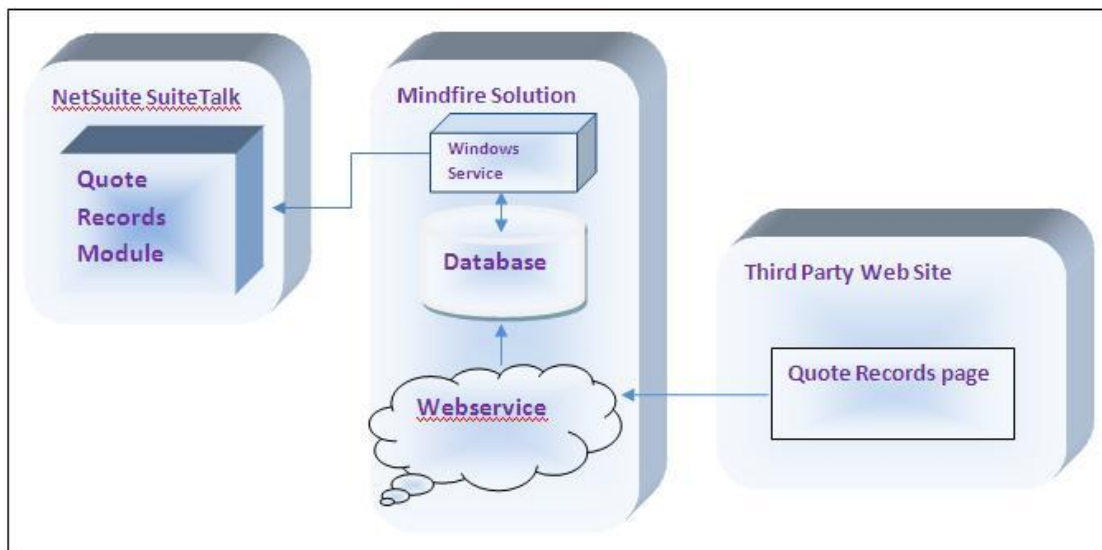 NetSuite SuiteTalk
Quote
Records
Module
Mindfire Solution
Windows
Service
Database
Webservice
Third Party Web Site
Quote Records page